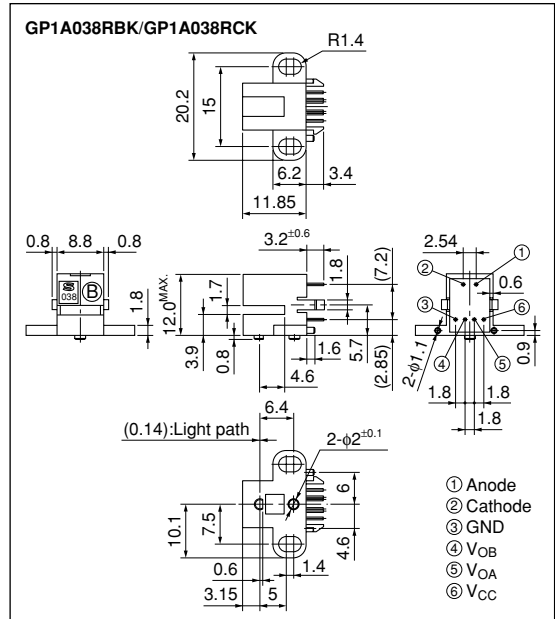 GP1A038RBK/GP1A038RCK
R1.4
20.2
15
6.2
3.4
11.85
0.8
8.8
0.8
S
038
B
1.8
3.2±0.6
12.0MAX.
1.7
1.8
(7.2)
3.9
0.8
1.6
4.6
5.7
(2.85)
2.54
①
②
0.6
③
⑥
2-ϕ1.1
④
⑤
0.9
1.8
1.8
1.8
6.4
(0.14):Light path
2-ϕ2±0.1
6
10.1
7.5
4.6
0.6
1.4
3.15
5
① Anode
② Cathode
③ GND
④ VOB
⑤ VOA
⑥ VCC